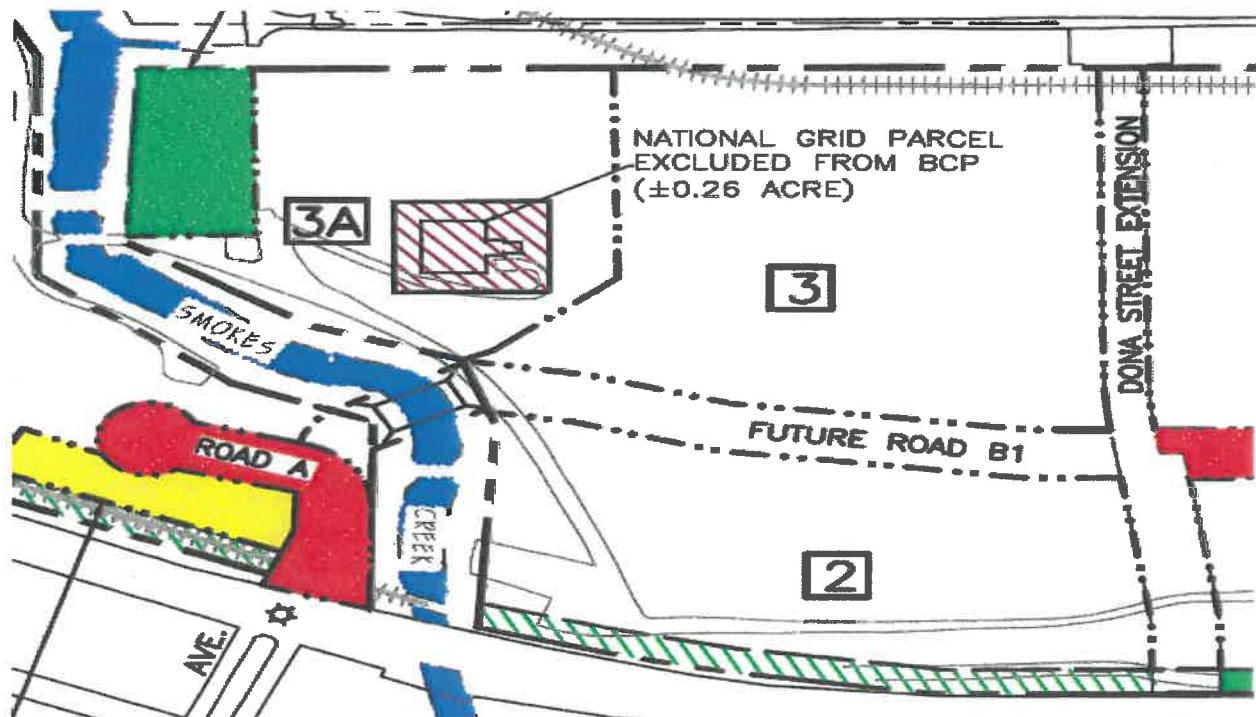 NATIONAL GRID PARCEL
EXCLUDED FROM BCP
(±0.26 ACRE)
3A
3
DONA STREET EXTENSION
SMOKES
ROAD A
FUTURE ROAD B1
CREEK
2
AVE.